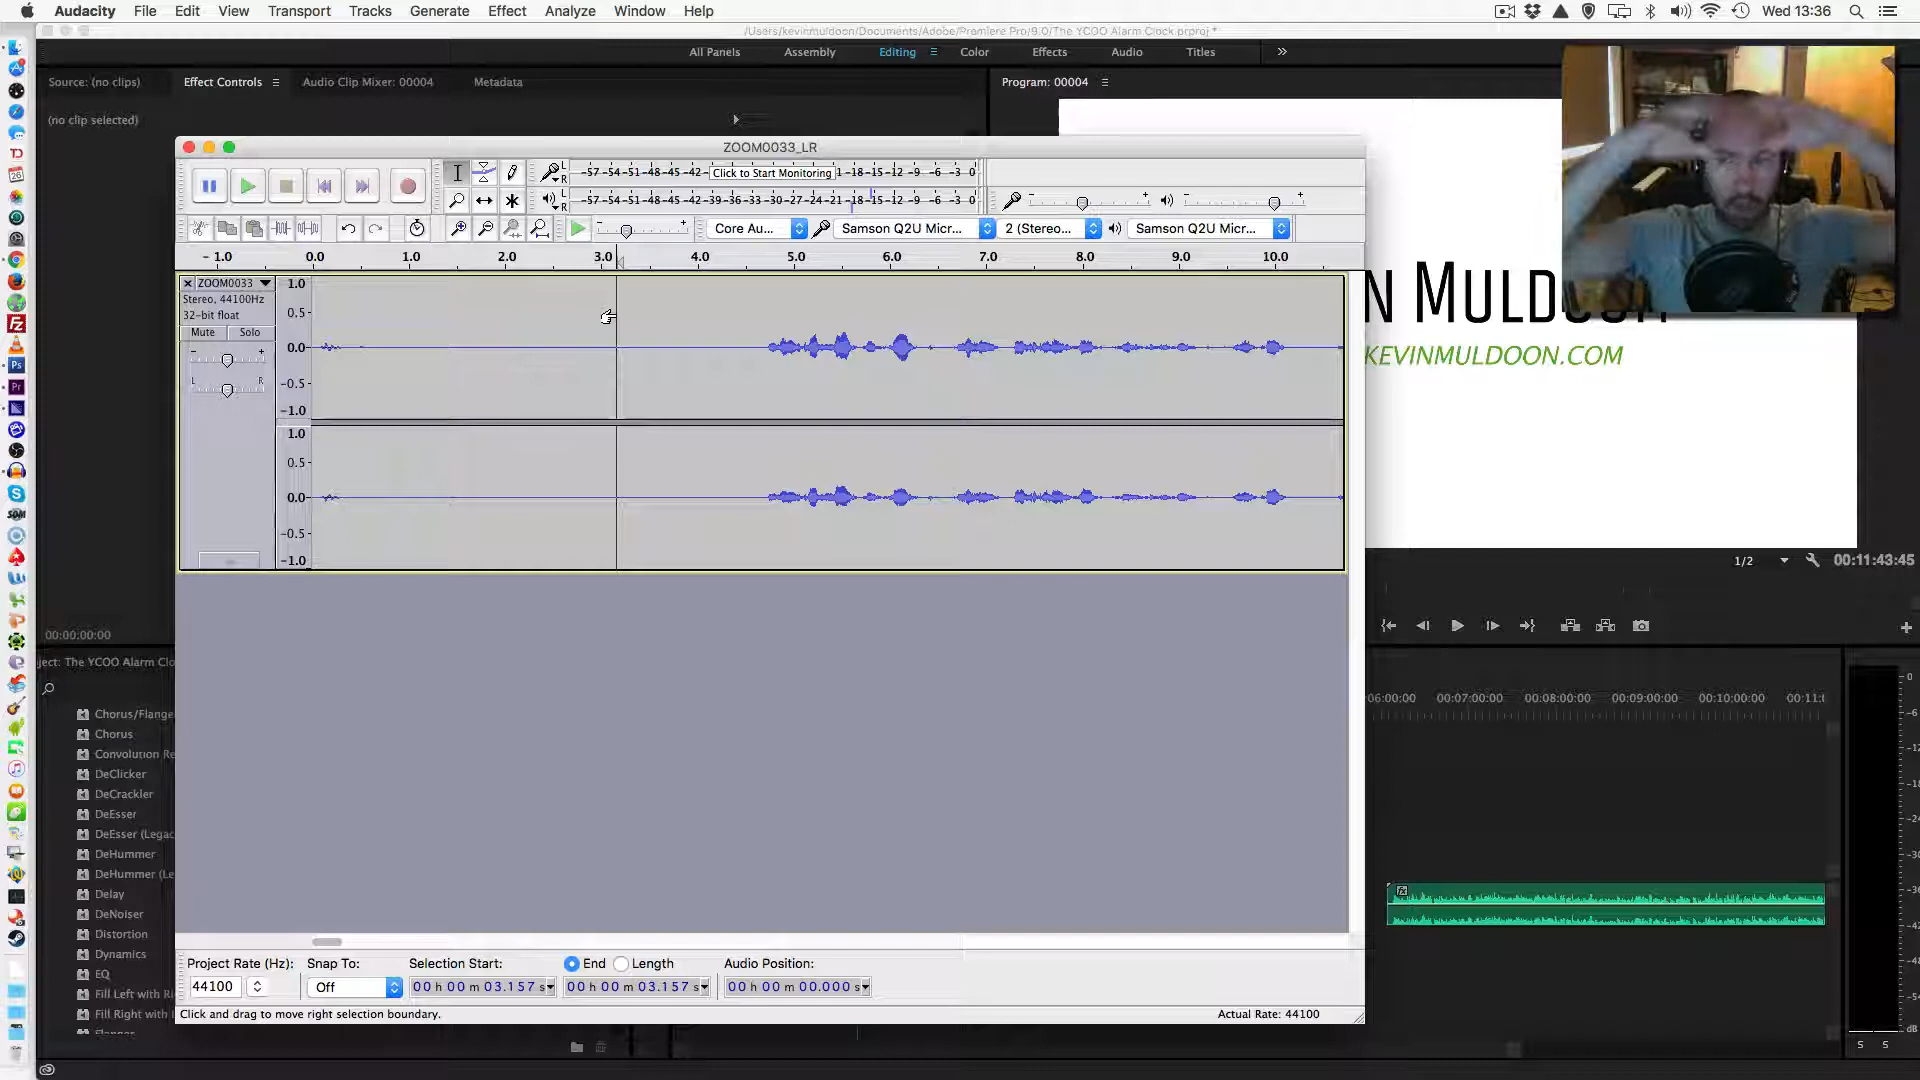 Audacity File Edit View Transport Tracks Generate Effect Analyze Window Help Wed 13:36
/Users/kevinmuldoon/Documents/Adobe/Premiere Pro/9.0/The YCOO Alarm Clock.prproj *
All Panels Assembly Editing Color Effects Audio Titles
Source: (no clips) Effect Controls Audio Clip Mixer: 00004 Metadata Program: 00004
(no clip selected)
ZOOM0033_LR
L R -57 -54 -51 -48 -45 -42 Click to Start Monitoring -18 -15 -12 -9 -6 -3 0
L R -57 -54 -51 -48 -45 -42 -39 -36 -33 -30 -27 -24 -21 -18 -15 -12 -9 -6 -3 0
Core Au... Samson Q2U Micr... 2 (Stereo... Samson Q2U Micr...
- 1.0 0.0 1.0 2.0 3.0 4.0 5.0 6.0 7.0 8.0 9.0 10.0
ZOOM0033
Stereo, 44100Hz
32-bit float
Mute Solo
- +
L R
1.0
0.5
0.0
-0.5
-1.0
1.0
0.5
0.0
-0.5
-1.0
N MULDOON
KEVINMULDOON.COM
1/2 00:11:43:45
00:00:00:00
ject: The YCOO Alarm Clo
06:00:00 00:07:00:00 00:08:00:00 00:09:00:00 00:10:00:00 00:11:0
Chorus/Flange
Chorus
Convolution Re
DeClicker
DeCrackler
DeEsser
DeEsser (Legac
DeHummer
DeHummer (Le
Delay
DeNoiser
Distortion
Dynamics
EQ
Fill Left with Ri
Fill Right with L
Flanger
fx
0
-6
-12
-18
-24
-30
-36
-42
-48
-54
dB
S S
Project Rate (Hz): Snap To: Selection Start: End Length Audio Position:
44100 Off 00 h 00 m 03.157 s 00 h 00 m 03.157 s 00 h 00 m 00.000 s
Click and drag to move right selection boundary. Actual Rate: 44100